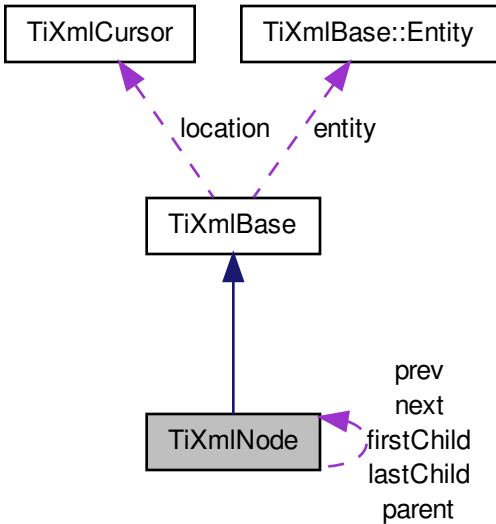 TiXmlCursor
TiXmlBase::Entity
location
entity
TiXmlBase
prev
next
firstChild
lastChild
parent
TiXmlNode